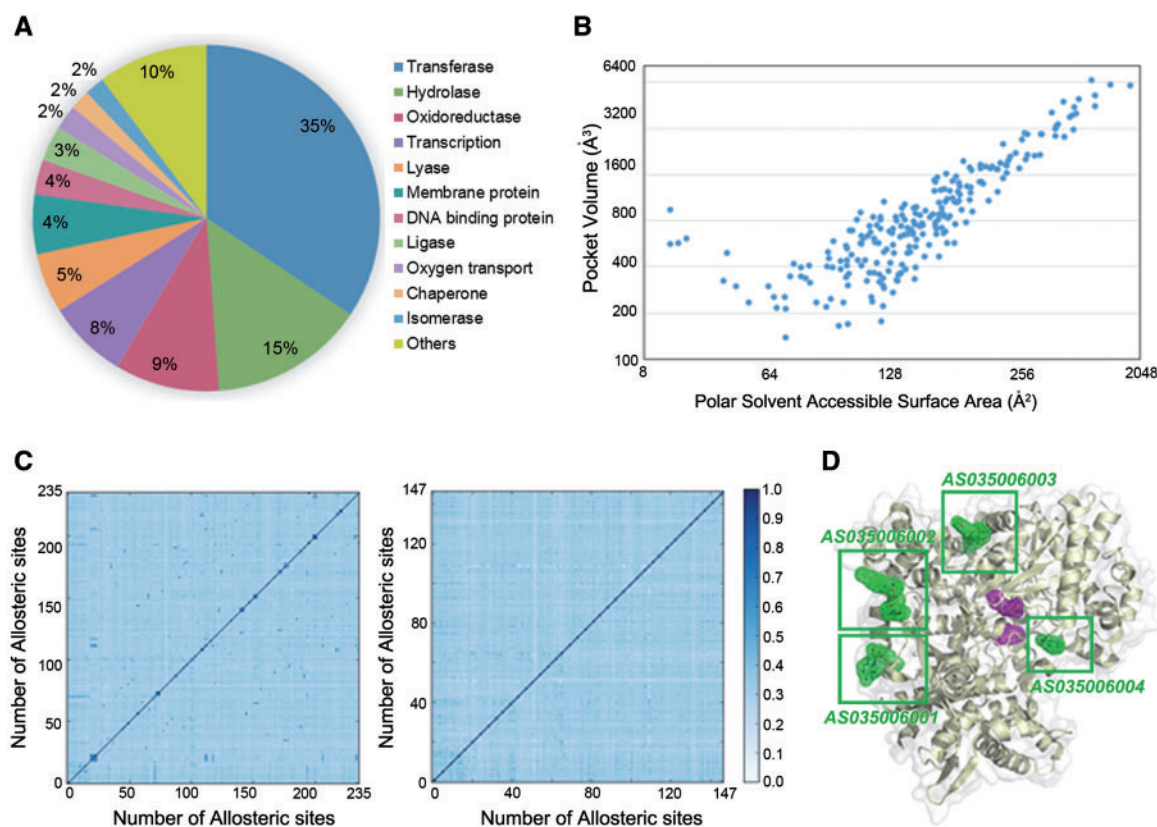 A
2%
2%
2%
3%
4%
4%
5%
8%
9%
15%
35%
10%
Transferase
Hydrolase
Oxidoreductase
Transcription
Lyase
Membrane protein
DNA binding protein
Ligase
Oxygen transport
Chaperone
Isomerase
Others
B
Pocket Volume (Å³)
6400
3200
1600
800
400
200
100
8
64
128
256
2048
Polar Solvent Accessible Surface Area (Å²)
C
Number of Allosteric sites
235
200
150
100
50
0
0
50
100
150
200
235
Number of Allosteric sites
Number of Allosteric sites
147
120
80
40
0
0
40
80
120
147
Number of Allosteric sites
1.0
0.9
0.8
0.7
0.6
0.5
0.4
0.3
0.2
0.1
0.0
D
AS035006003
AS035006002
AS035006004
AS035006001